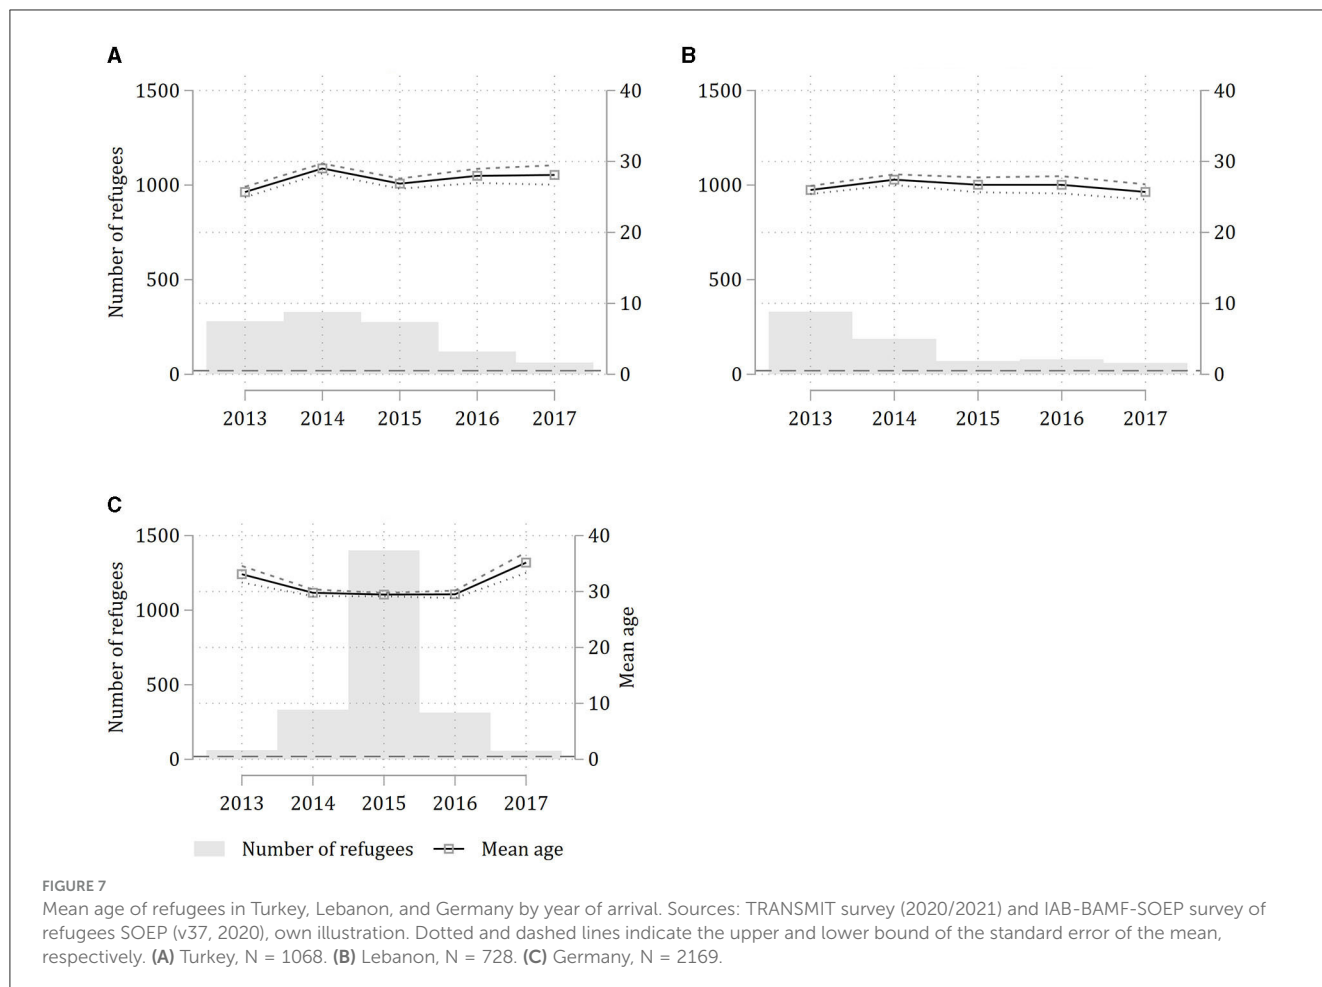 A
B
1500
1000
500
0
Number of refugees
40
30
20
10
0
2013 2014 2015 2016 2017
1500
1000
500
0
40
30
20
10
0
2013 2014 2015 2016 2017
C
1500
1000
500
0
Number of refugees
40
30
20
10
0
Mean age
2013 2014 2015 2016 2017
Number of refugees Mean age
FIGURE 7
Mean age of refugees in Turkey, Lebanon, and Germany by year of arrival. Sources: TRANSMIT survey (2020/2021) and IAB-BAMF-SOEP survey of
refugees SOEP (v37, 2020), own illustration. Dotted and dashed lines indicate the upper and lower bound of the standard error of the mean,
respectively. (A) Turkey, N = 1068. (B) Lebanon, N = 728. (C) Germany, N = 2169.